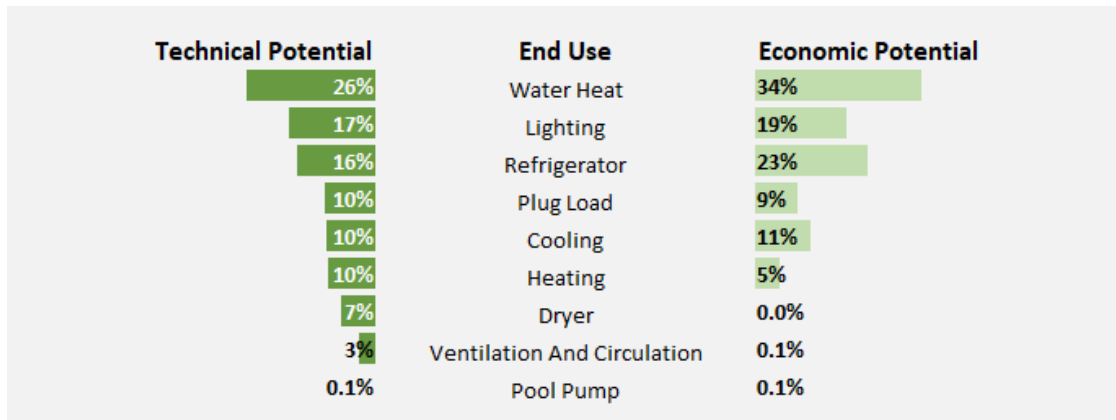 Technical Potential End Use Economic Potential
26% Water Heat 34%
17% Lighting 19%
16% Refrigerator 23%
10% Plug Load 9%
10% Cooling 11%
10% Heating 5%
7% Dryer 0.0%
3% Ventilation And Circulation 0.1%
0.1% Pool Pump 0.1%